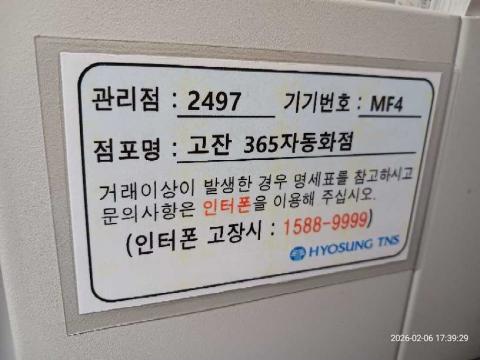 관리점 : 2497 기기번호 : MF4
점포명 : 고잔 365자동화점
거래이상이 발생한 경우 명세표를 참고하시고
문의사항은 인터폰을 이용해 주십시오.
(인터폰 고장시 : 1588-9999)
HYOSUNG TNS
2026-02-06 17:39:29